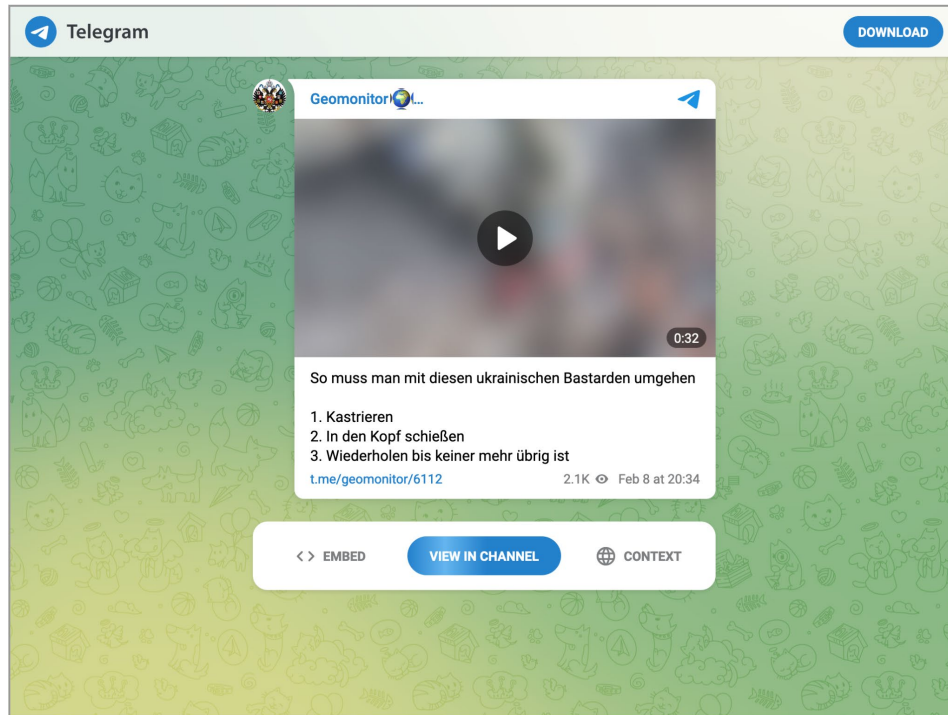 Telegram
DOWNLOAD
Geomonitor🌍...
0:32
So muss man mit diesen ukrainischen Bastarden umgehen
1. Kastrieren
2. In den Kopf schießen
3. Wiederholen bis keiner mehr übrig ist
t.me/geomonitor/6112 2.1K Feb 8 at 20:34
<> EMBED VIEW IN CHANNEL CONTEXT